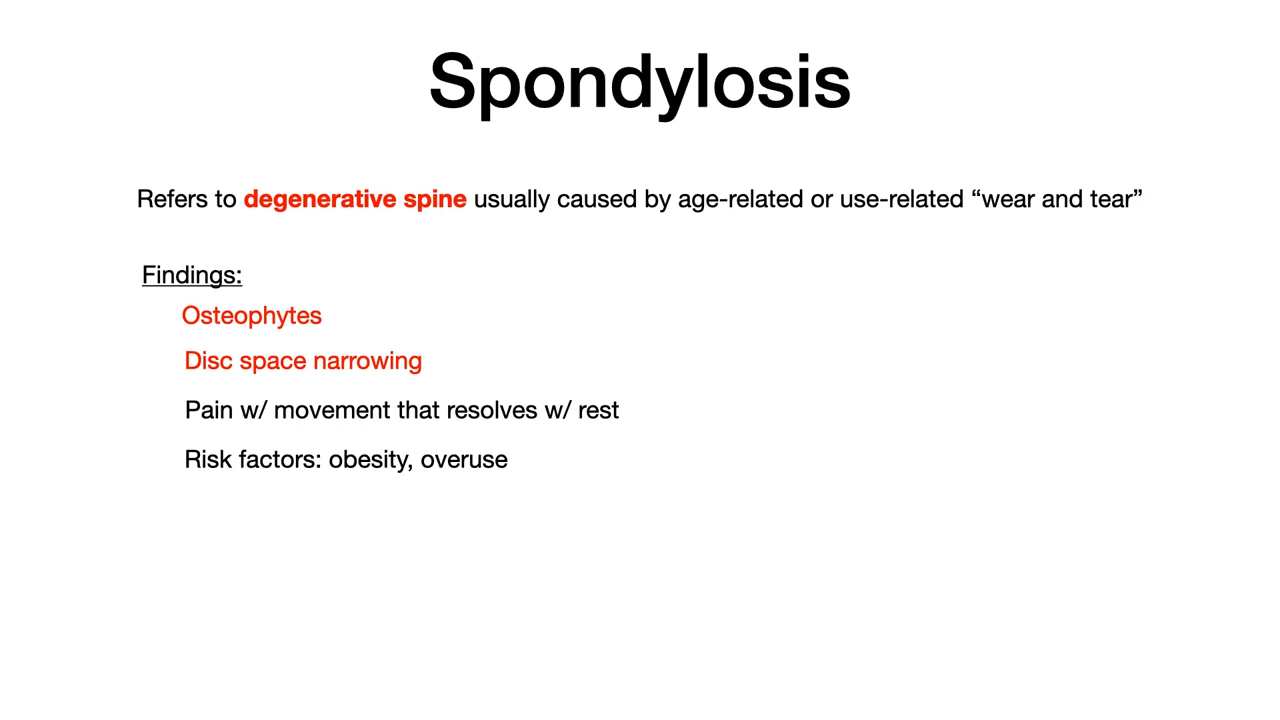 Spondylosis
Refers to degenerative spine usually caused by age-related or use-related “wear and tear”
Findings:
Osteophytes
Disc space narrowing
Pain w/ movement that resolves w/ rest
Risk factors: obesity, overuse